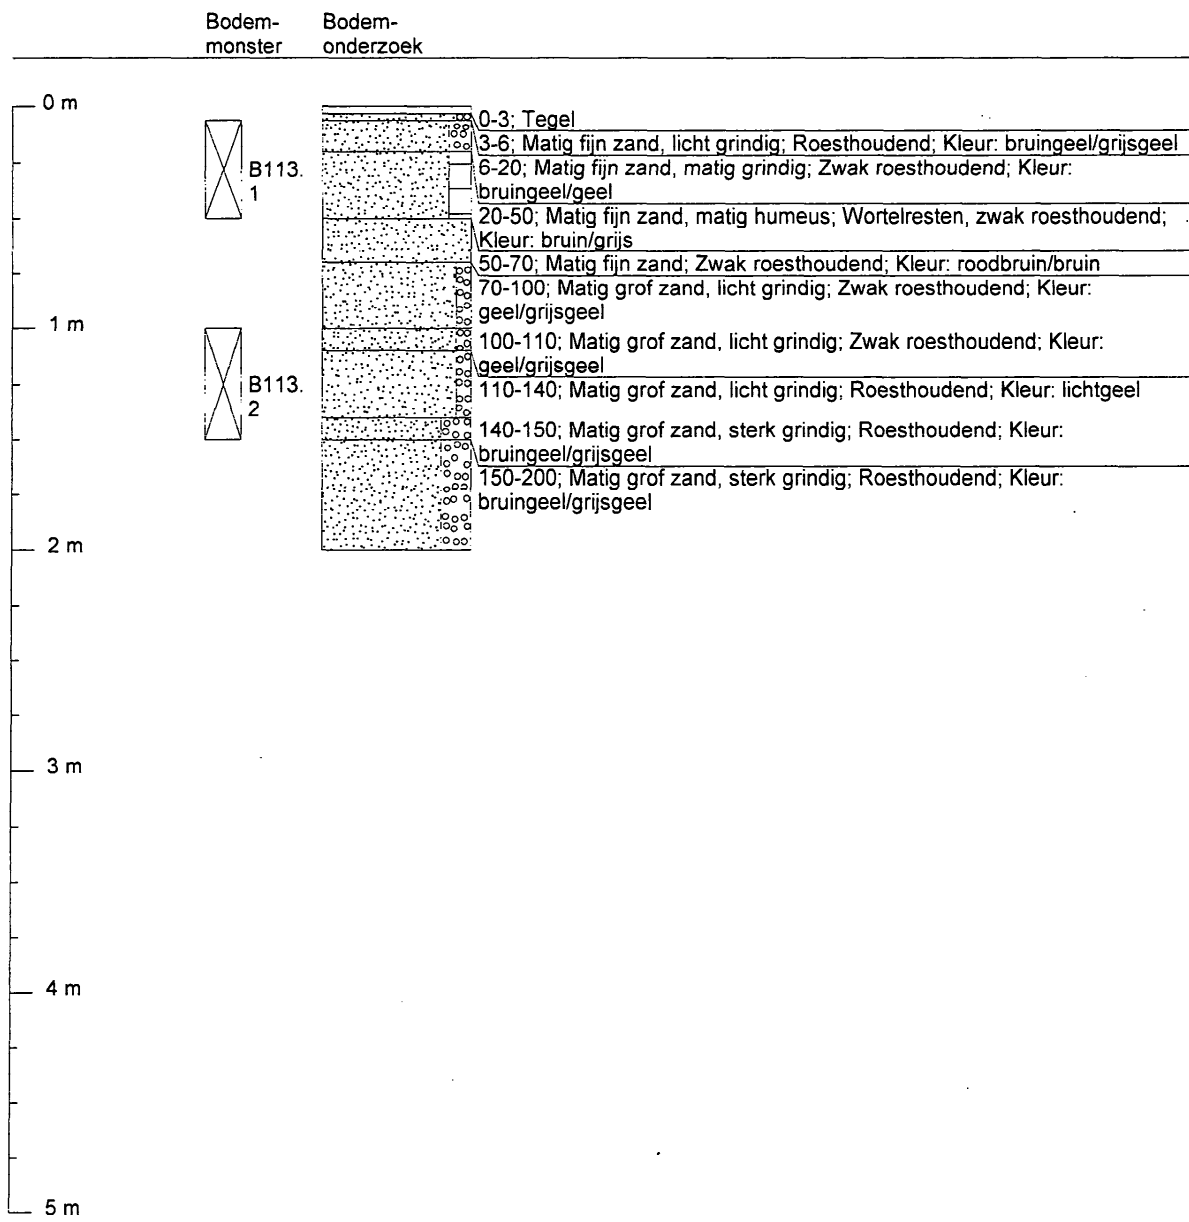 Bodem-
monster
Bodem-
onderzoek
0 m
0-3; Tegel
3-6; Matig fijn zand, licht grindig; Roesthoudend; Kleur: bruingeel/grijsgeel
6-20; Matig fijn zand, matig grindig; Zwak roesthoudend; Kleur:
bruingeel/geel
B113.
1
20-50; Matig fijn zand, matig humeus; Wortelresten, zwak roesthoudend;
Kleur: bruin/grijs
50-70; Matig fijn zand; Zwak roesthoudend; Kleur: roodbruin/bruin
70-100; Matig grof zand, licht grindig; Zwak roesthoudend; Kleur:
geel/grijsgeel
1 m
100-110; Matig grof zand, licht grindig; Zwak roesthoudend; Kleur:
geel/grijsgeel
B113.
2
110-140; Matig grof zand, licht grindig; Roesthoudend; Kleur: lichtgeel
140-150; Matig grof zand, sterk grindig; Roesthoudend; Kleur:
bruingeel/grijsgeel
150-200; Matig grof zand, sterk grindig; Roesthoudend; Kleur:
bruingeel/grijsgeel
2 m
3 m
4 m
5 m